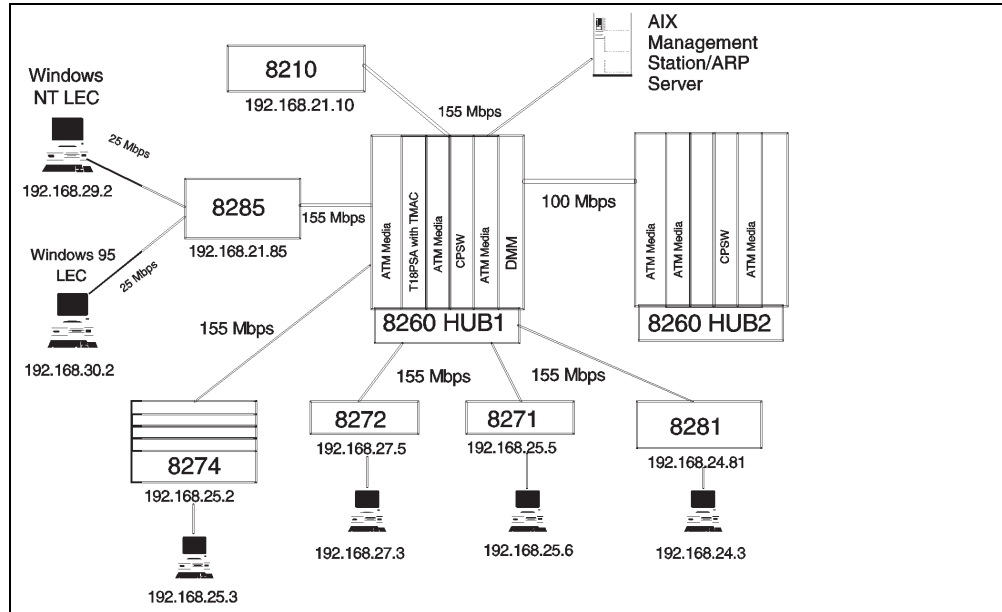 AIX
Management
Station/ARP
Server
8210
192.168.21.10
155 Mbps
Windows
NT LEC
25 Mbps
192.168.29.2
8285
192.168.21.85
155 Mbps
Windows 95
LEC
25 Mbps
192.168.30.2
ATM Media
T18PSA with TMAC
ATM Media
CPSW
ATM Media
DMM
8260 HUB1
100 Mbps
ATM Media
ATM Media
CPSW
ATM Media
8260 HUB2
155 Mbps
155 Mbps
155 Mbps
8274
192.168.25.2
192.168.25.3
8272
192.168.27.5
192.168.27.3
8271
192.168.25.5
192.168.25.6
8281
192.168.24.81
192.168.24.3